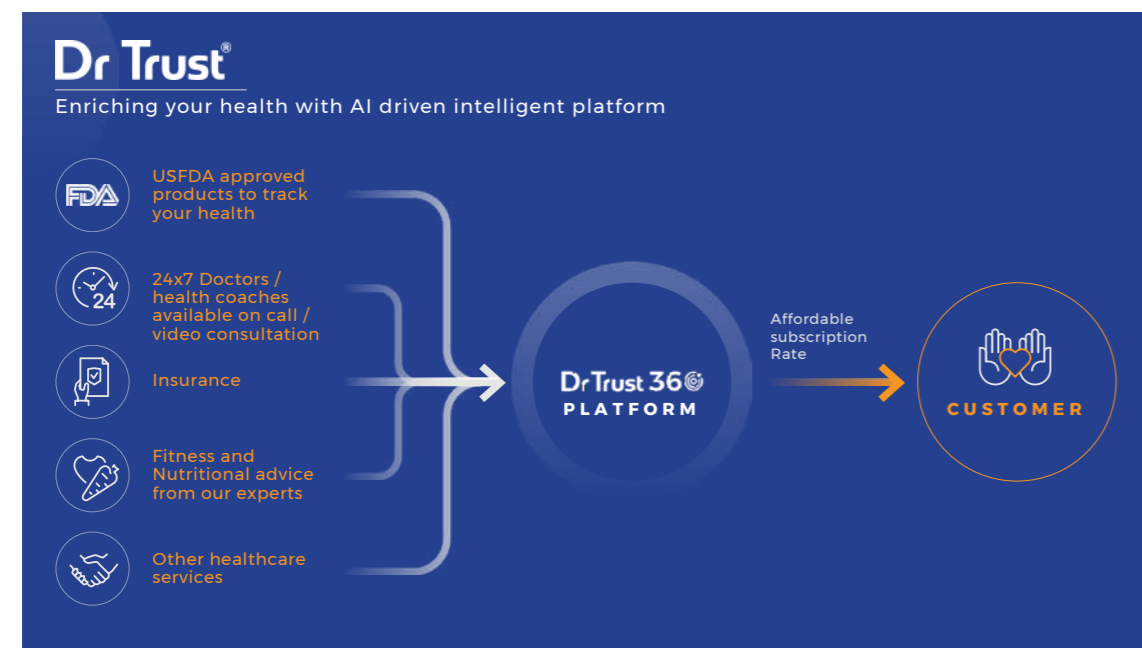 Dr Trust®
Enriching your health with AI driven intelligent platform
FDA
USFDA approved
products to track
your health
24
24x7 Doctors /
health coaches
available on call /
video consultation
Insurance
Fitness and
Nutritional advice
from our experts
Other healthcare
services
Dr Trust 360
PLATFORM
Affordable
subscription
Rate
CUSTOMER